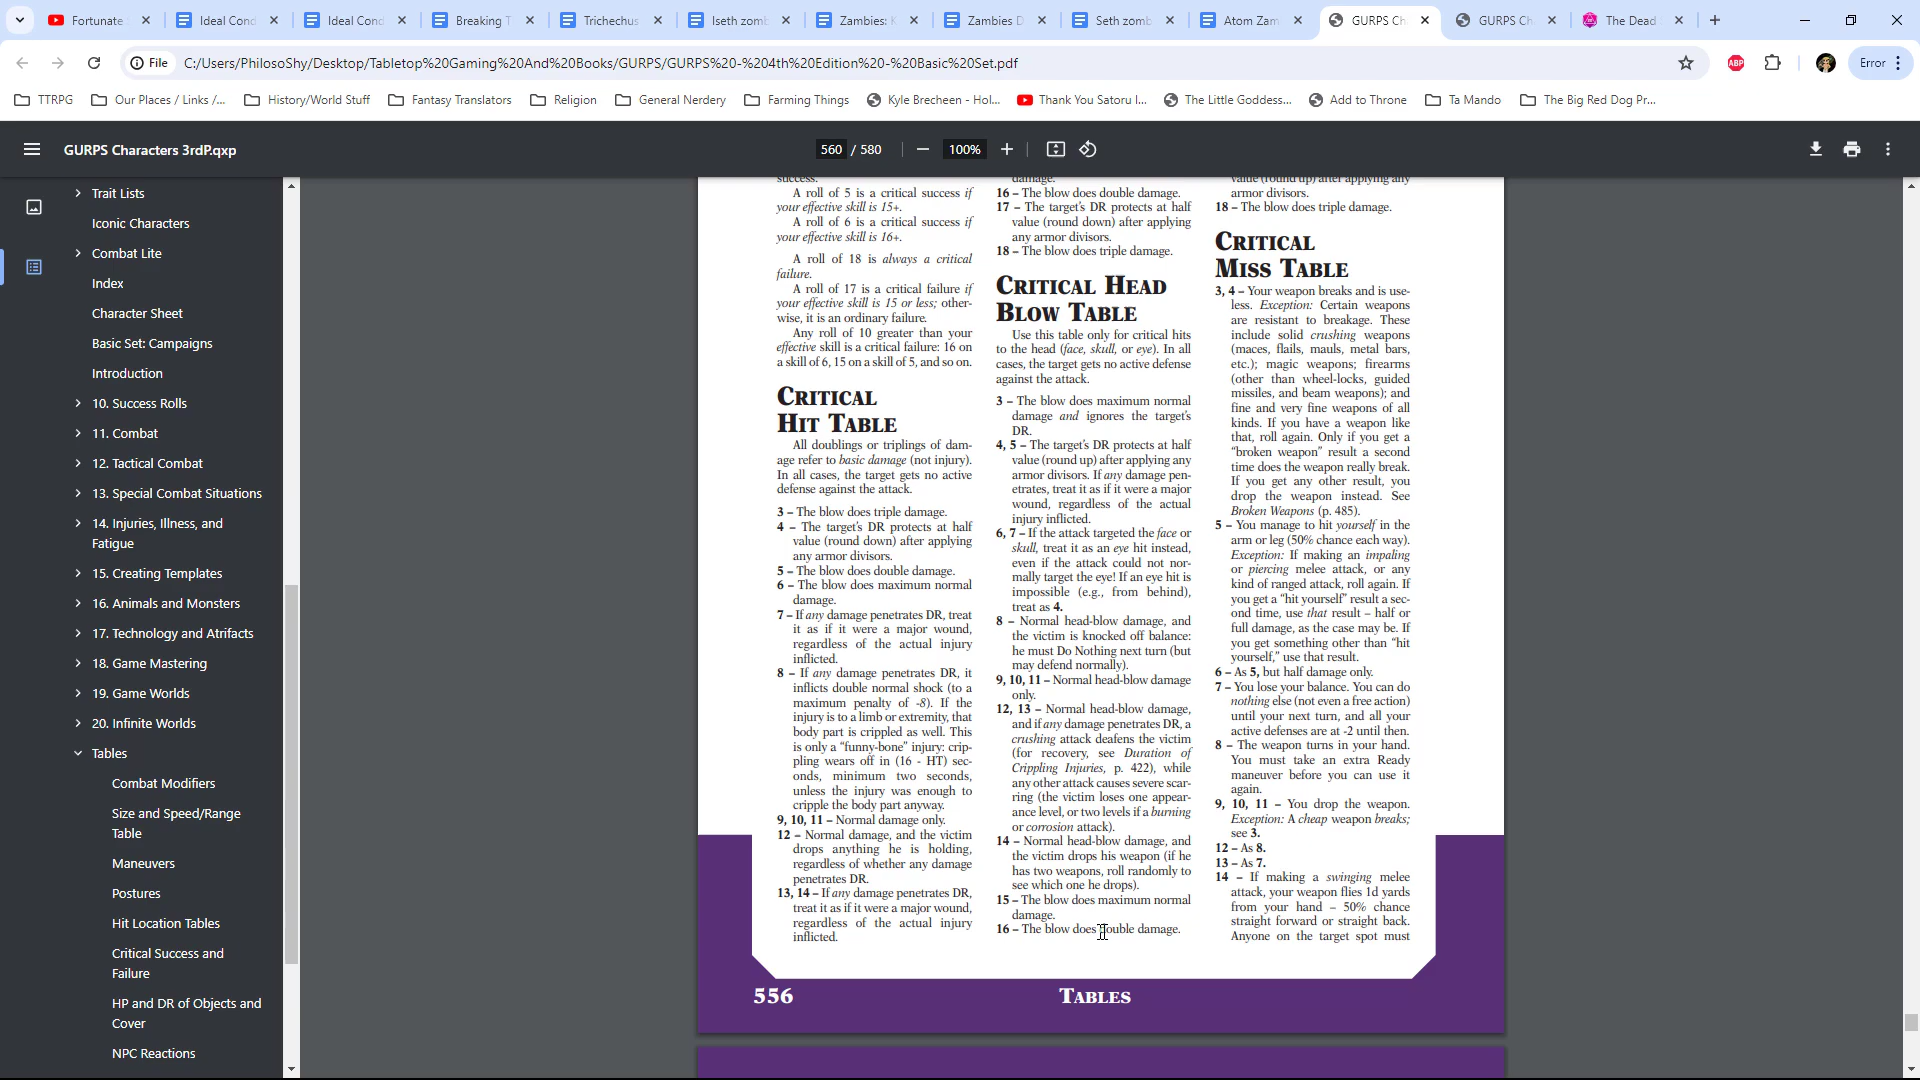 Fortunate
Ideal Cond
Ideal Cond
Breaking T
Trichechus
Iseth zomb
Zambies: K
Zambies D
Seth zomb
Atom Zam
GURPS Ch
GURPS Ch
The Dead
File
C:/Users/PhilosoShy/Desktop/Tabletop%20Gaming%20And%20Books/GURPS/GURPS%20-%204th%20Edition%20-%20Basic%20Set.pdf
ABP
Error
TTRPG
Our Places / Links /...
History/World Stuff
Fantasy Translators
Religion
General Nerdery
Farming Things
Kyle Brecheen - Hol...
Thank You Satoru I...
The Little Goddess...
Add to Throne
Ta Mando
The Big Red Dog Pr...
GURPS Characters 3rdP.qxp
560 / 580
100%
Trait Lists
Iconic Characters
Combat Lite
Index
Character Sheet
Basic Set: Campaigns
Introduction
10. Success Rolls
11. Combat
12. Tactical Combat
13. Special Combat Situations
14. Injuries, Illness, and
Fatigue
15. Creating Templates
16. Animals and Monsters
17. Technology and Atrifacts
18. Game Mastering
19. Game Worlds
20. Infinite Worlds
Tables
Combat Modifiers
Size and Speed/Range
Table
Maneuvers
Postures
Hit Location Tables
Critical Success and
Failure
HP and DR of Objects and
Cover
NPC Reactions
success.
A roll of 5 is a critical success if
your effective skill is 15+.
A roll of 6 is a critical success if
your effective skill is 16+.
A roll of 18 is always a critical
failure.
A roll of 17 is a critical failure if
your effective skill is 15 or less; other-
wise, it is an ordinary failure.
Any roll of 10 greater than your
effective skill is a critical failure: 16 on
a skill of 6, 15 on a skill of 5, and so on.
CRITICAL
HIT TABLE
All doublings or triplings of dam-
age refer to basic damage (not injury).
In all cases, the target gets no active
defense against the attack.
3 – The blow does triple damage.
4 – The target's DR protects at half
value (round down) after applying
any armor divisors.
5 – The blow does double damage.
6 – The blow does maximum normal
damage.
7 – If any damage penetrates DR, treat
it as if it were a major wound,
regardless of the actual injury
inflicted.
8 – If any damage penetrates DR, it
inflicts double normal shock (to a
maximum penalty of -8). If the
injury is to a limb or extremity, that
body part is crippled as well. This
is only a “funny-bone” injury: crip-
pling wears off in (16 - HT) sec-
onds, minimum two seconds,
unless the injury was enough to
cripple the body part anyway.
9, 10, 11 – Normal damage only.
12 – Normal damage, and the victim
drops anything he is holding,
regardless of whether any damage
penetrates DR.
13, 14 – If any damage penetrates DR,
treat it as if it were a major wound,
regardless of the actual injury
inflicted.
damage.
16 – The blow does double damage.
17 – The target's DR protects at half
value (round down) after applying
any armor divisors.
18 – The blow does triple damage.
CRITICAL HEAD
BLOW TABLE
Use this table only for critical hits
to the head (face, skull, or eye). In all
cases, the target gets no active defense
against the attack.
3 – The blow does maximum normal
damage and ignores the target's
DR.
4, 5 – The target's DR protects at half
value (round up) after applying any
armor divisors. If any damage pen-
etrates, treat it as if it were a major
wound, regardless of the actual
injury inflicted.
6, 7 – If the attack targeted the face or
skull, treat it as an eye hit instead,
even if the attack could not nor-
mally target the eye! If an eye hit is
impossible (e.g., from behind),
treat as 4.
8 – Normal head-blow damage, and
the victim is knocked off balance:
he must Do Nothing next turn (but
may defend normally).
9, 10, 11 – Normal head-blow damage
only.
12, 13 – Normal head-blow damage,
and if any damage penetrates DR, a
crushing attack deafens the victim
(for recovery, see Duration of
Crippling Injuries, p. 422), while
any other attack causes severe scar-
ring (the victim loses one appear-
ance level, or two levels if a burning
or corrosion attack).
14 – Normal head-blow damage, and
the victim drops his weapon (if he
has two weapons, roll randomly to
see which one he drops).
15 – The blow does maximum normal
damage.
16 – The blow does double damage.
value (round up) after applying any
armor divisors.
18 – The blow does triple damage.
CRITICAL
MISS TABLE
3, 4 – Your weapon breaks and is use-
less. Exception: Certain weapons
are resistant to breakage. These
include solid crushing weapons
(maces, flails, mauls, metal bars,
etc.); magic weapons; firearms
(other than wheel-locks, guided
missiles, and beam weapons); and
fine and very fine weapons of all
kinds. If you have a weapon like
that, roll again. Only if you get a
“broken weapon” result a second
time does the weapon really break.
If you get any other result, you
drop the weapon instead. See
Broken Weapons (p. 485).
5 – You manage to hit yourself in the
arm or leg (50% chance each way).
Exception: If making an impaling
or piercing melee attack, or any
kind of ranged attack, roll again. If
you get a “hit yourself” result a sec-
ond time, use that result – half or
full damage, as the case may be. If
you get something other than “hit
yourself,” use that result.
6 – As 5, but half damage only.
7 – You lose your balance. You can do
nothing else (not even a free action)
until your next turn, and all your
active defenses are at -2 until then.
8 – The weapon turns in your hand.
You must take an extra Ready
maneuver before you can use it
again.
9, 10, 11 – You drop the weapon.
Exception: A cheap weapon breaks;
see 3.
12 – As 8.
13 – As 7.
14 – If making a swinging melee
attack, your weapon flies 1d yards
from your hand – 50% chance
straight forward or straight back.
Anyone on the target spot must
556
TABLES